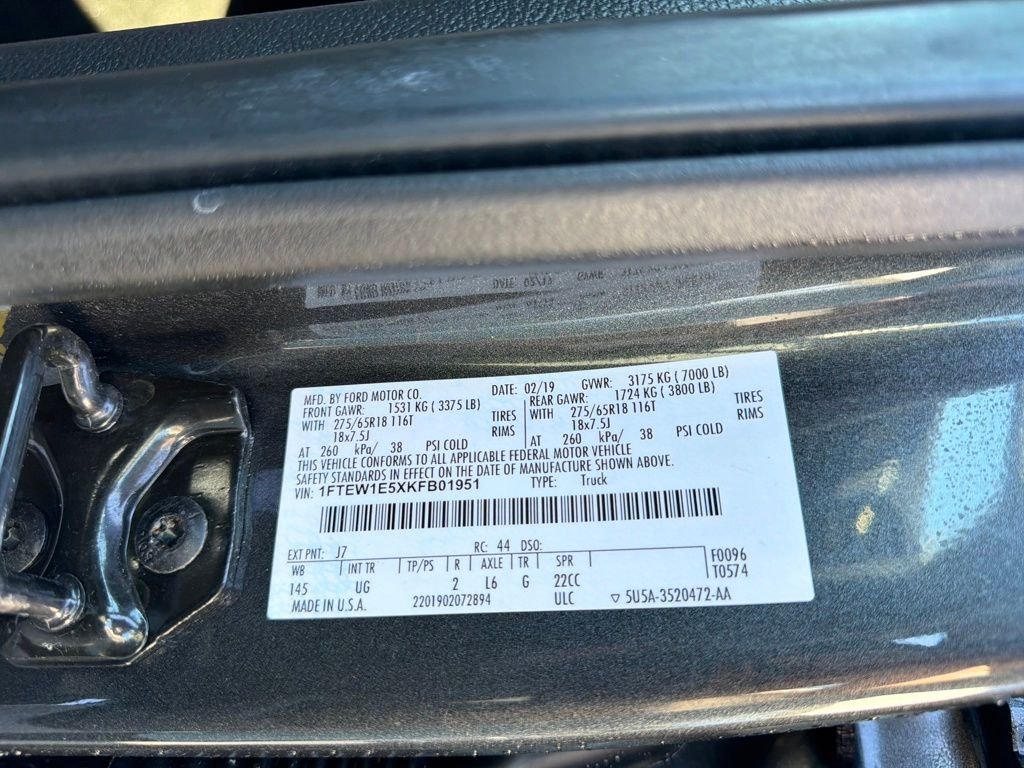 MFD. BY FORD MOTOR CO. DATE: 02/19 GVWR: 3175 KG ( 7000 LB)
FRONT GAWR: 1531 KG ( 3375 LB) REAR GAWR: 1724 KG ( 3800 LB)
WITH 275/65R18 116T TIRES WITH 275/65R18 116T TIRES
18x7.5J RIMS 18x7.5J RIMS
AT 260 kPa/ 38 PSI COLD AT 260 kPa/ 38 PSI COLD
THIS VEHICLE CONFORMS TO ALL APPLICABLE FEDERAL MOTOR VEHICLE
SAFETY STANDARDS IN EFFECT ON THE DATE OF MANUFACTURE SHOWN ABOVE.
VIN: 1FTEW1E5XKFB01951 TYPE: Truck
EXT PNT: J7 RC: 44 DSO:
WB INT TR TP/PS R AXLE TR SPR F0096
145 UG 2 L6 G 22CC T0574
MADE IN U.S.A. 2201902072894 ULC ▽ 5U5A-3520472-AA